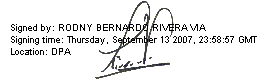 Signed by: RODNY BERNARDO RIVERA VIA
Signing time: Thursday, September 13 2007, 23:58:57 GMT
Location: DPA